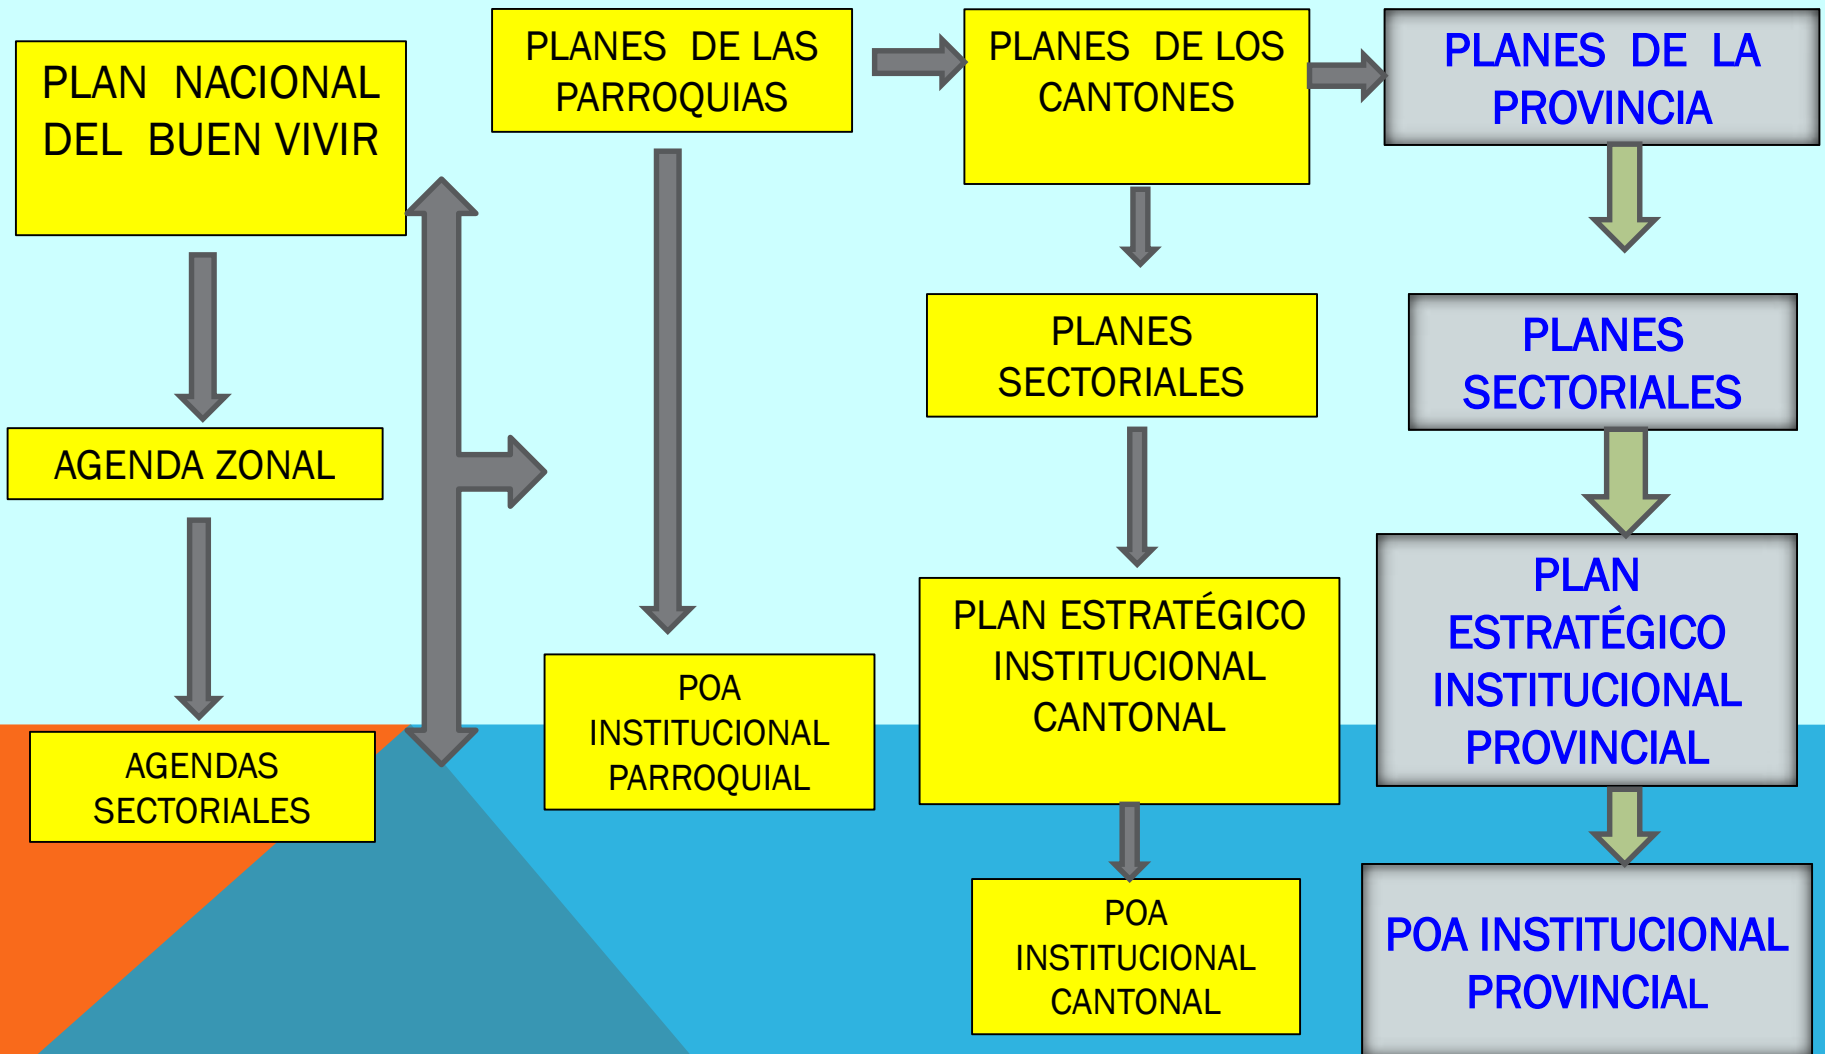 PLAN NACIONAL
DEL BUEN VIVIR
AGENDA ZONAL
AGENDAS
SECTORIALES
PLANES DE LAS
PARROQUIAS
POA
INSTITUCIONAL
PARROQUIAL
PLANES DE LOS
CANTONES
PLANES
SECTORIALES
PLAN ESTRATÉGICO
INSTITUCIONAL
CANTONAL
POA
INSTITUCIONAL
CANTONAL
PLANES DE LA
PROVINCIA
PLANES
SECTORIALES
PLAN
ESTRATÉGICO
INSTITUCIONAL
PROVINCIAL
POA INSTITUCIONAL
PROVINCIAL